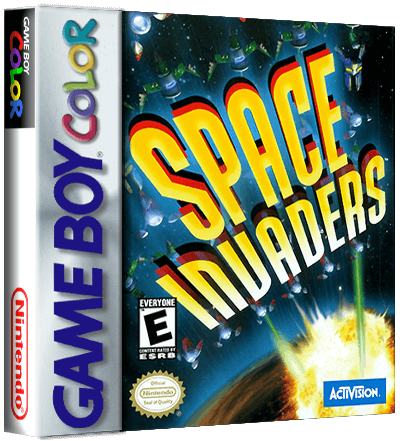 GAME BOY
COLOR
Nintendo
GAME BOY COLOR
SPACE
INVADERS
EVERYONE
E
CONTENT RATED BY
ESRB
Official
Nintendo
Seal of Quality
ACTIVISION